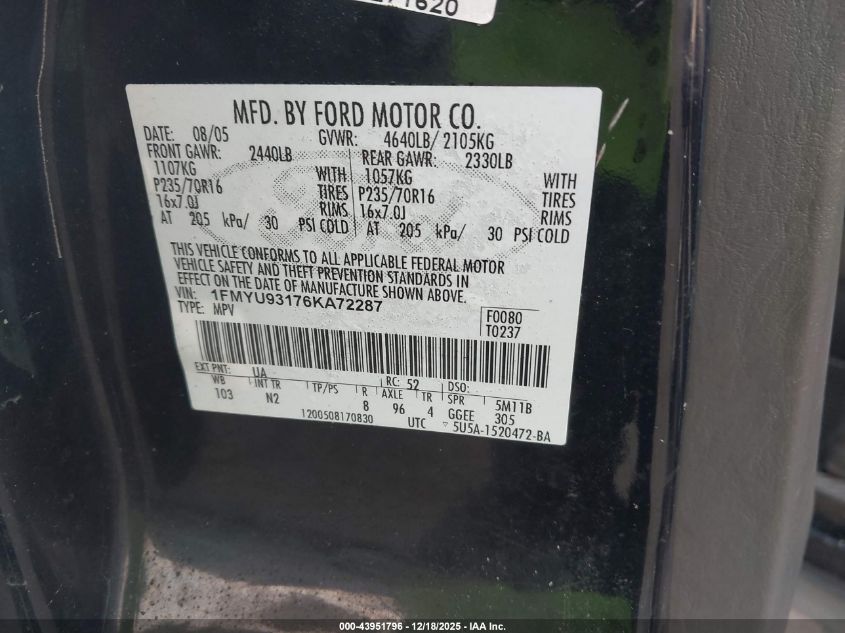 MFD. BY FORD MOTOR CO.
DATE: 08/05 GVWR: 4640LB/ 2105KG
FRONT GAWR: 2440LB REAR GAWR: 2330LB
1107KG WITH 1057KG WITH
P235/70R16 TIRES P235/70R16 TIRES
16x7.0J RIMS 16x7.0J RIMS
AT 205 kPa/ 30 PSI COLD AT 205 kPa/ 30 PSI COLD
THIS VEHICLE CONFORMS TO ALL APPLICABLE FEDERAL MOTOR
VEHICLE SAFETY AND THEFT PREVENTION STANDARDS IN
EFFECT ON THE DATE OF MANUFACTURE SHOWN ABOVE.
VIN: 1FMYU93176KA72287
TYPE: MPV
F0080
T0237
EXT PNT: UA RC: 52 DSO:
WB INT TR TP/PS R AXLE TR SPR 5M11B
103 N2 8 96 4 GGEE 305
1200508170830 UTC ▽ 5U5A-1520472-BA
000-43951796 - 12/18/2025 - IAA Inc.